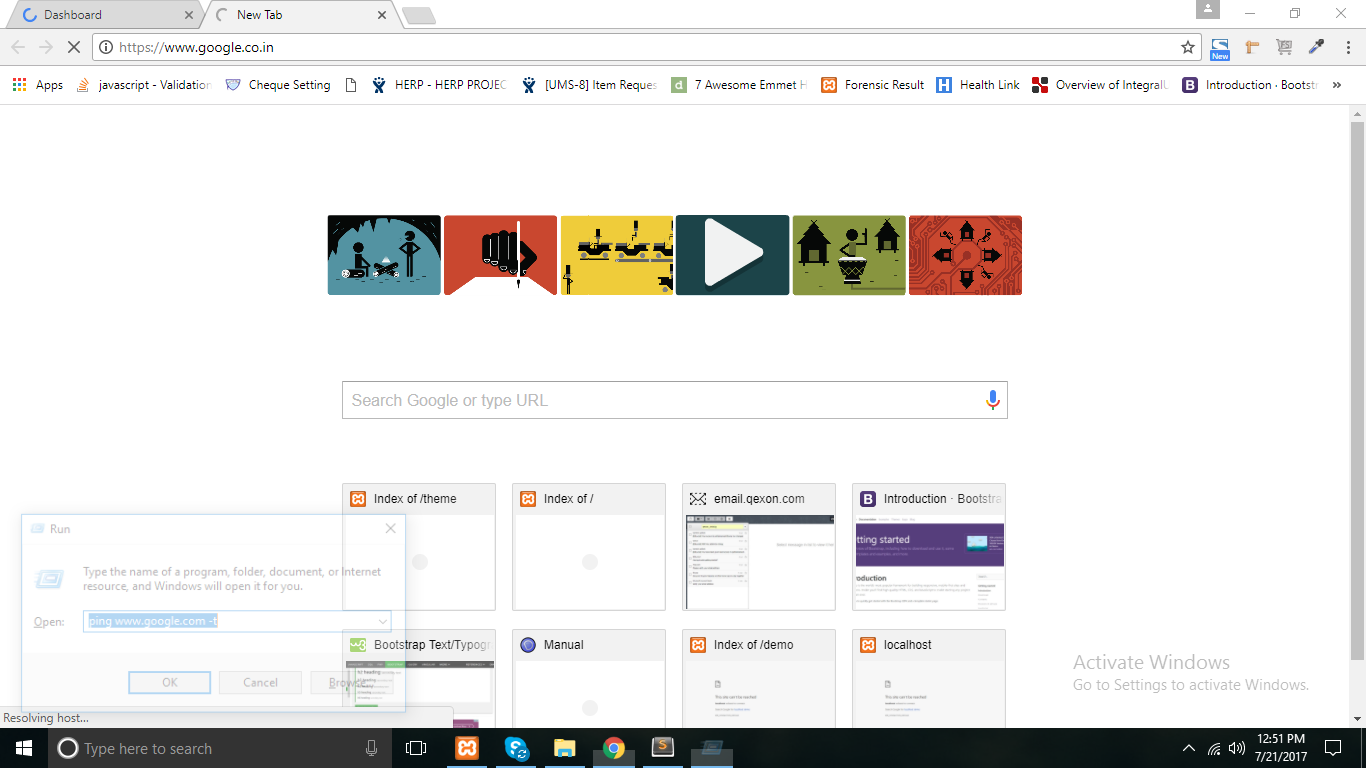 Dashboard
New Tab
https://www.google.co.in
New
Apps
javascript - Validation
Cheque Setting
HERP - HERP PROJEC
[UMS-8] Item Reques
7 Awesome Emmet H
Forensic Result
Health Link
Overview of Integral
Introduction · Bootstr
»
Search Google or type URL
Index of /theme
Index of /
email.qexon.com
Introduction · Bootstra
tting started
roduction
Run
Type the name of a program, folder, document, or Internet
resource, and Windows will open it for you.
Open:
ping www.google.com -t
OK
Cancel
Browse...
Bootstrap Text/Typogr
Manual
Index of /demo
localhost
Activate Windows
Go to Settings to activate Windows.
Resolving host...
Type here to search
12:51 PM
7/21/2017